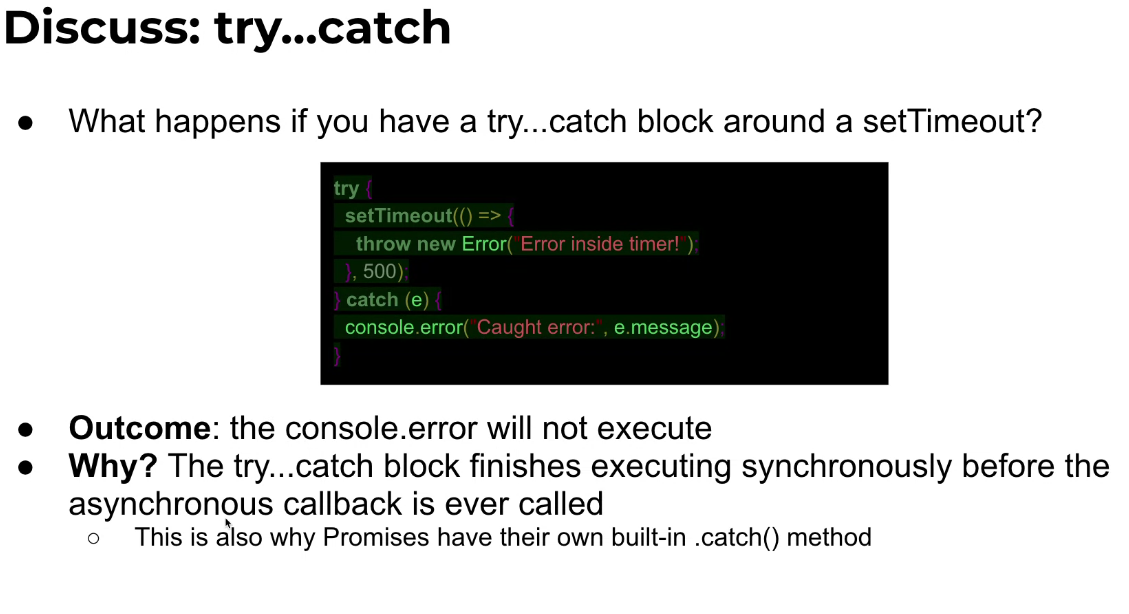 Discuss: try...catch
● What happens if you have a try...catch block around a setTimeout?
try {
setTimeout(() => {
throw new Error("Error inside timer!");
}, 500);
} catch (e) {
console.error("Caught error:", e.message);
}
● Outcome: the console.error will not execute
● Why? The try...catch block finishes executing synchronously before the
asynchronous callback is ever called
○ This is also why Promises have their own built-in .catch() method